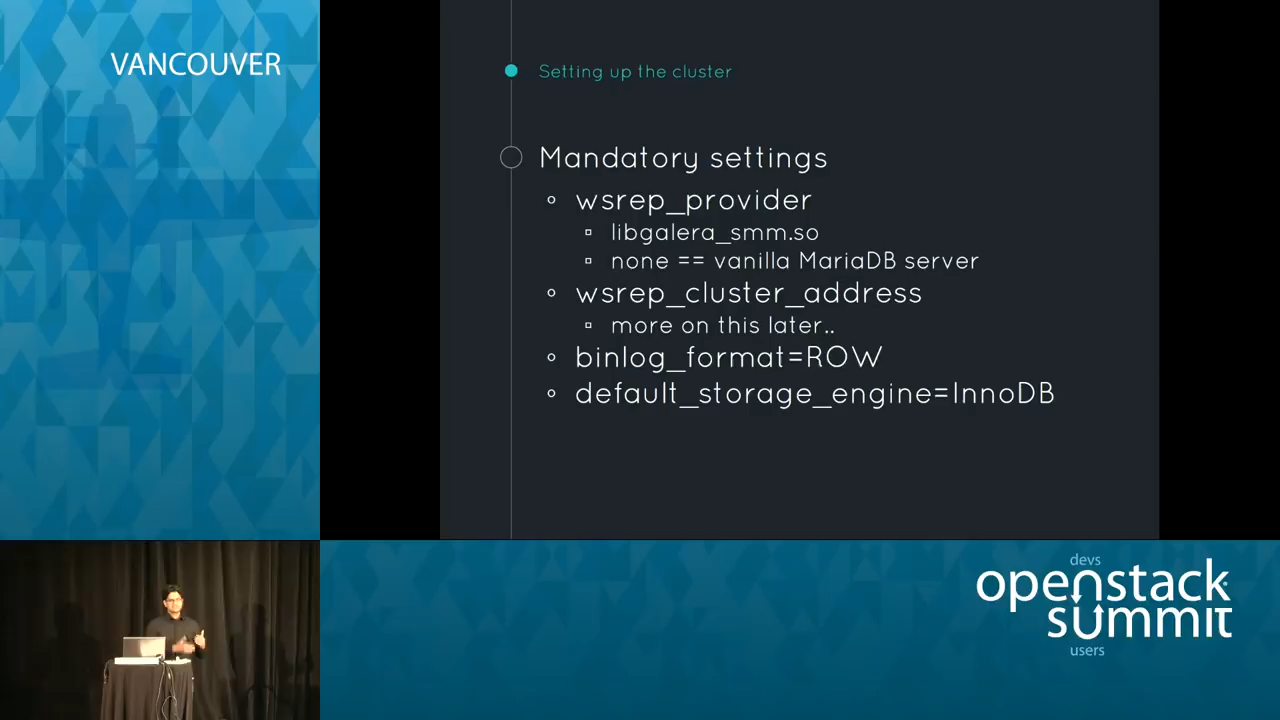 VANCOUVER
Setting up the cluster
Mandatory settings
wsrep_provider
libgalera_smm.so
none == vanilla MariaDB server
wsrep_cluster_address
more on this later..
binlog_format=ROW
default_storage_engine=InnoDB
devs
openstack
summit
users